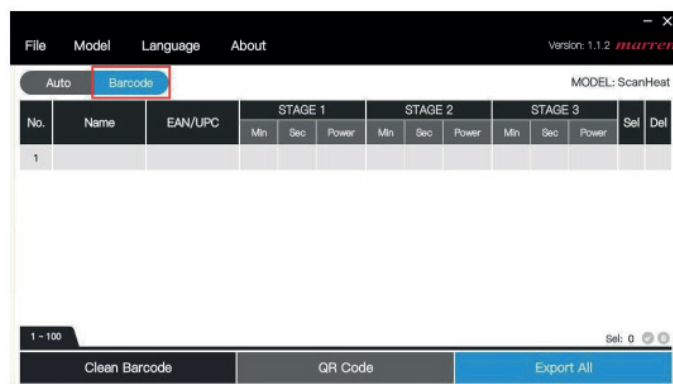 File Model Language About Version: 1.1.2 marren
Auto Barcode MODEL: ScanHeat
No. Name EAN/UPC STAGE 1 STAGE 2 STAGE 3 Sel Del
Min Sec Power Min Sec Power Min Sec Power
1
1 - 100 Sel: 0
Clean Barcode QR Code Export All